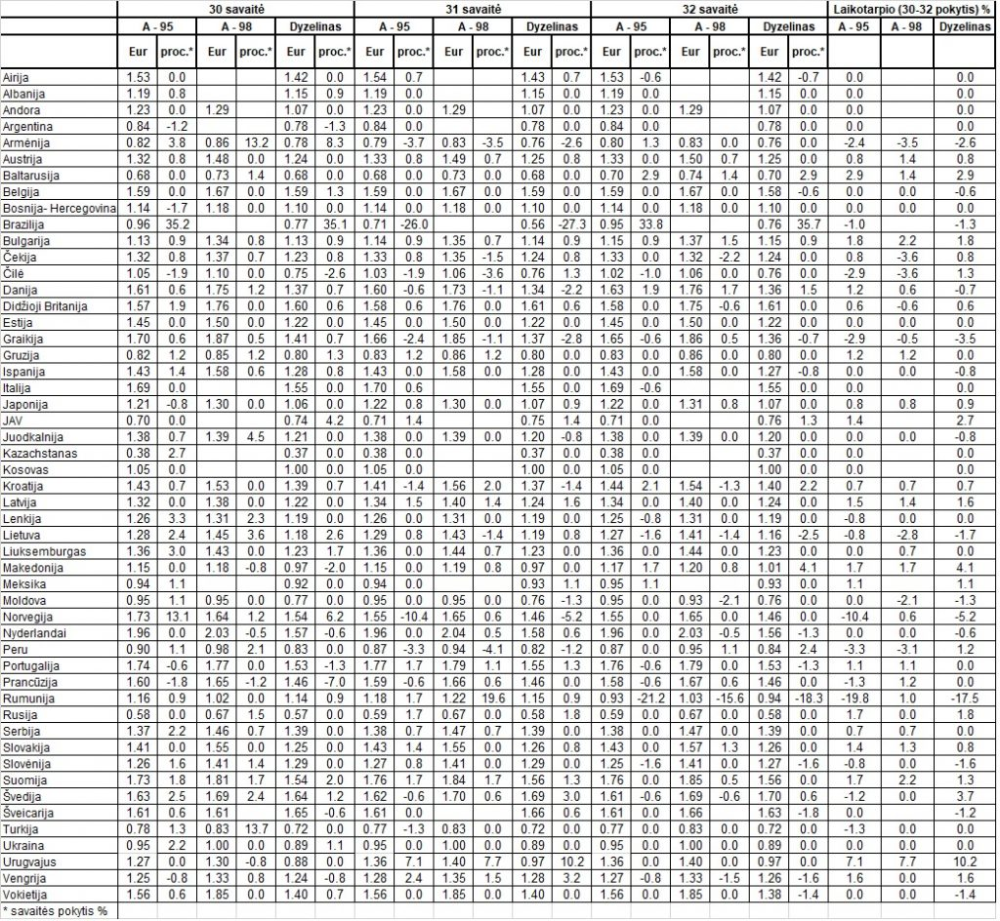 30 savaitė 31 savaitė 32 savaitė Laikotarpio (30-32 pokytis) %
A - 95 A - 98 Dyzelinas A - 95 A - 98 Dyzelinas A - 95 A - 98 Dyzelinas A - 95 A - 98 Dyzelinas
Eur proc.* Eur proc.* Eur proc.* Eur proc.* Eur proc.* Eur proc.* Eur proc.* Eur proc.* Eur proc.*
Airija 1.53 0.0 1.42 0.0 1.54 0.7 1.43 0.7 1.53 -0.6 1.42 -0.7 0.0 0.0
Albanija 1.19 0.8 1.15 0.9 1.19 0.0 1.15 0.0 1.19 0.0 1.15 0.0 0.0 0.0
Andora 1.23 0.0 1.29 1.07 0.0 1.23 0.0 1.29 1.07 0.0 1.23 0.0 1.29 1.07 0.0 0.0 0.0
Argentina 0.84 -1.2 0.78 -1.3 0.84 0.0 0.78 0.0 0.84 0.0 0.78 0.0 0.0 0.0
Armėnija 0.82 3.8 0.86 13.2 0.78 8.3 0.79 -3.7 0.83 -3.5 0.76 -2.6 0.80 1.3 0.83 0.0 0.76 0.0 -2.4 -3.5 -2.6
Austrija 1.32 0.8 1.48 0.0 1.24 0.0 1.33 0.8 1.49 0.7 1.25 0.8 1.33 0.0 1.50 0.7 1.25 0.0 0.8 1.4 0.8
Baltarusija 0.68 0.0 0.73 1.4 0.68 0.0 0.68 0.0 0.73 0.0 0.68 0.0 0.70 2.9 0.74 1.4 0.70 2.9 2.9 1.4 2.9
Belgija 1.59 0.0 1.67 0.0 1.59 1.3 1.59 0.0 1.67 0.0 1.59 0.0 1.59 0.0 1.67 0.0 1.58 -0.6 0.0 0.0 -0.6
Bosnija- Hercegovina 1.14 -1.7 1.18 0.0 1.10 0.0 1.14 0.0 1.18 0.0 1.10 0.0 1.14 0.0 1.18 0.0 1.10 0.0 0.0 0.0 0.0
Brazilija 0.96 35.2 0.77 35.1 0.71 -26.0 0.56 -27.3 0.95 33.8 0.76 35.7 -1.0 -1.3
Bulgarija 1.13 0.9 1.34 0.8 1.13 0.9 1.14 0.9 1.35 0.7 1.14 0.9 1.15 0.9 1.37 1.5 1.15 0.9 1.8 2.2 1.8
Čekija 1.32 0.8 1.37 0.7 1.23 0.8 1.33 0.8 1.35 -1.5 1.24 0.8 1.33 0.0 1.32 -2.2 1.24 0.0 0.8 -3.6 0.8
Čilė 1.05 -1.9 1.10 0.0 0.75 -2.6 1.03 -1.9 1.06 -3.6 0.76 1.3 1.02 -1.0 1.06 0.0 0.76 0.0 -2.9 -3.6 1.3
Danija 1.61 0.6 1.75 1.2 1.37 0.7 1.60 -0.6 1.73 -1.1 1.34 -2.2 1.63 1.9 1.76 1.7 1.36 1.5 1.2 0.6 -0.7
Didžioji Britanija 1.57 1.9 1.76 0.0 1.60 0.6 1.58 0.6 1.76 0.0 1.61 0.6 1.58 0.0 1.75 -0.6 1.61 0.0 0.6 -0.6 0.6
Estija 1.45 0.0 1.50 0.0 1.22 0.0 1.45 0.0 1.50 0.0 1.22 0.0 1.45 0.0 1.50 0.0 1.22 0.0 0.0 0.0 0.0
Graikija 1.70 0.6 1.87 0.5 1.41 0.7 1.66 -2.4 1.85 -1.1 1.37 -2.8 1.65 -0.6 1.86 0.5 1.36 -0.7 -2.9 -0.5 -3.5
Gruzija 0.82 1.2 0.85 1.2 0.80 1.3 0.83 1.2 0.86 1.2 0.80 0.0 0.83 0.0 0.86 0.0 0.80 0.0 1.2 1.2 0.0
Ispanija 1.43 1.4 1.58 0.6 1.28 0.8 1.43 0.0 1.58 0.0 1.28 0.0 1.43 0.0 1.58 0.0 1.27 -0.8 0.0 0.0 -0.8
Italija 1.69 0.0 1.55 0.0 1.70 0.6 1.55 0.0 1.69 -0.6 1.55 0.0 0.0 0.0
Japonija 1.21 -0.8 1.30 0.0 1.06 0.0 1.22 0.8 1.30 0.0 1.07 0.9 1.22 0.0 1.31 0.8 1.07 0.0 0.8 0.8 0.9
JAV 0.70 0.0 0.74 4.2 0.71 1.4 0.75 1.4 0.71 0.0 0.76 1.3 1.4 2.7
Juodkalnija 1.38 0.7 1.39 4.5 1.21 0.0 1.38 0.0 1.39 0.0 1.20 -0.8 1.38 0.0 1.39 0.0 1.20 0.0 0.0 0.0 -0.8
Kazachstanas 0.38 2.7 0.37 0.0 0.38 0.0 0.37 0.0 0.38 0.0 0.37 0.0 0.0 0.0
Kosovas 1.05 0.0 1.00 0.0 1.05 0.0 1.00 0.0 1.05 0.0 1.00 0.0 0.0 0.0
Kroatija 1.43 0.7 1.53 0.0 1.39 0.7 1.41 -1.4 1.56 2.0 1.37 -1.4 1.44 2.1 1.54 -1.3 1.40 2.2 0.7 0.7 0.7
Latvija 1.32 0.0 1.38 0.0 1.22 0.0 1.34 1.5 1.40 1.4 1.24 1.6 1.34 0.0 1.40 0.0 1.24 0.0 1.5 1.4 1.6
Lenkija 1.26 3.3 1.31 2.3 1.19 0.0 1.26 0.0 1.31 0.0 1.19 0.0 1.25 -0.8 1.31 0.0 1.19 0.0 -0.8 0.0 0.0
Lietuva 1.28 2.4 1.45 3.6 1.18 2.6 1.29 0.8 1.43 -1.4 1.19 0.8 1.27 -1.6 1.41 -1.4 1.16 -2.5 -0.8 -2.8 -1.7
Liuksemburgas 1.36 3.0 1.43 0.0 1.23 1.7 1.36 0.0 1.44 0.7 1.23 0.0 1.36 0.0 1.44 0.0 1.23 0.0 0.0 0.7 0.0
Makedonija 1.15 0.0 1.18 -0.8 0.97 -2.0 1.15 0.0 1.19 0.8 0.97 0.0 1.17 1.7 1.20 0.8 1.01 4.1 1.7 1.7 4.1
Meksika 0.94 1.1 0.92 0.0 0.94 0.0 0.93 1.1 0.95 1.1 0.93 0.0 1.1 1.1
Moldova 0.95 1.1 0.95 0.0 0.77 0.0 0.95 0.0 0.95 0.0 0.76 -1.3 0.95 0.0 0.93 -2.1 0.76 0.0 0.0 -2.1 -1.3
Norvegija 1.73 13.1 1.64 1.2 1.54 6.2 1.55 -10.4 1.65 0.6 1.46 -5.2 1.55 0.0 1.65 0.0 1.46 0.0 -10.4 0.6 -5.2
Nyderlandai 1.96 0.0 2.03 -0.5 1.57 -0.6 1.96 0.0 2.04 0.5 1.58 0.6 1.96 0.0 2.03 -0.5 1.56 -1.3 0.0 0.0 -0.6
Peru 0.90 1.1 0.98 2.1 0.83 0.0 0.87 -3.3 0.94 -4.1 0.82 -1.2 0.87 0.0 0.95 1.1 0.84 2.4 -3.3 -3.1 1.2
Portugalija 1.74 -0.6 1.77 0.0 1.53 -1.3 1.77 1.7 1.79 1.1 1.55 1.3 1.76 -0.6 1.79 0.0 1.53 -1.3 1.1 1.1 0.0
Prancūzija 1.60 -1.8 1.65 -1.2 1.46 -7.0 1.59 -0.6 1.66 0.6 1.46 0.0 1.58 -0.6 1.67 0.6 1.46 0.0 -1.3 1.2 0.0
Rumunija 1.16 0.9 1.02 0.0 1.14 0.9 1.18 1.7 1.22 19.6 1.15 0.9 0.93 -21.2 1.03 -15.6 0.94 -18.3 -19.8 1.0 -17.5
Rusija 0.58 0.0 0.67 1.5 0.57 0.0 0.59 1.7 0.67 0.0 0.58 1.8 0.59 0.0 0.67 0.0 0.58 0.0 1.7 0.0 1.8
Serbija 1.37 2.2 1.46 0.7 1.39 0.0 1.38 0.7 1.47 0.7 1.39 0.0 1.38 0.0 1.47 0.0 1.39 0.0 0.7 0.7 0.0
Slovakija 1.41 0.0 1.55 0.0 1.25 0.0 1.43 1.4 1.55 0.0 1.26 0.8 1.43 0.0 1.57 1.3 1.26 0.0 1.4 1.3 0.8
Slovėnija 1.26 1.6 1.41 1.4 1.29 0.0 1.27 0.8 1.41 0.0 1.29 0.0 1.25 -1.6 1.41 0.0 1.27 -1.6 -0.8 0.0 -1.6
Suomija 1.73 1.8 1.81 1.7 1.54 2.0 1.76 1.7 1.84 1.7 1.56 1.3 1.76 0.0 1.85 0.5 1.56 0.0 1.7 2.2 1.3
Švedija 1.63 2.5 1.69 2.4 1.64 1.2 1.62 -0.6 1.70 0.6 1.69 3.0 1.61 -0.6 1.69 -0.6 1.70 0.6 -1.2 0.0 3.7
Šveicarija 1.61 0.6 1.61 1.65 -0.6 1.61 0.0 1.66 0.6 1.61 0.0 1.66 1.63 -1.8 0.0 -1.2
Turkija 0.78 1.3 0.83 13.7 0.72 0.0 0.77 -1.3 0.83 0.0 0.72 0.0 0.77 0.0 0.83 0.0 0.72 0.0 -1.3 0.0 0.0
Ukraina 0.95 2.2 1.00 0.0 0.89 1.1 0.95 0.0 1.00 0.0 0.89 0.0 0.95 0.0 1.00 0.0 0.89 0.0 0.0 0.0 0.0
Urugvajus 1.27 0.0 1.30 -0.8 0.88 0.0 1.36 7.1 1.40 7.7 0.97 10.2 1.36 0.0 1.40 0.0 0.97 0.0 7.1 7.7 10.2
Vengrija 1.25 -0.8 1.33 0.8 1.24 -0.8 1.28 2.4 1.35 1.5 1.28 3.2 1.27 -0.8 1.33 -1.5 1.26 -1.6 1.6 0.0 1.6
Vokietija 1.56 0.6 1.85 0.0 1.40 0.7 1.56 0.0 1.85 0.0 1.40 0.0 1.56 0.0 1.85 0.0 1.38 -1.4 0.0 0.0 -1.4
* savaitės pokytis %